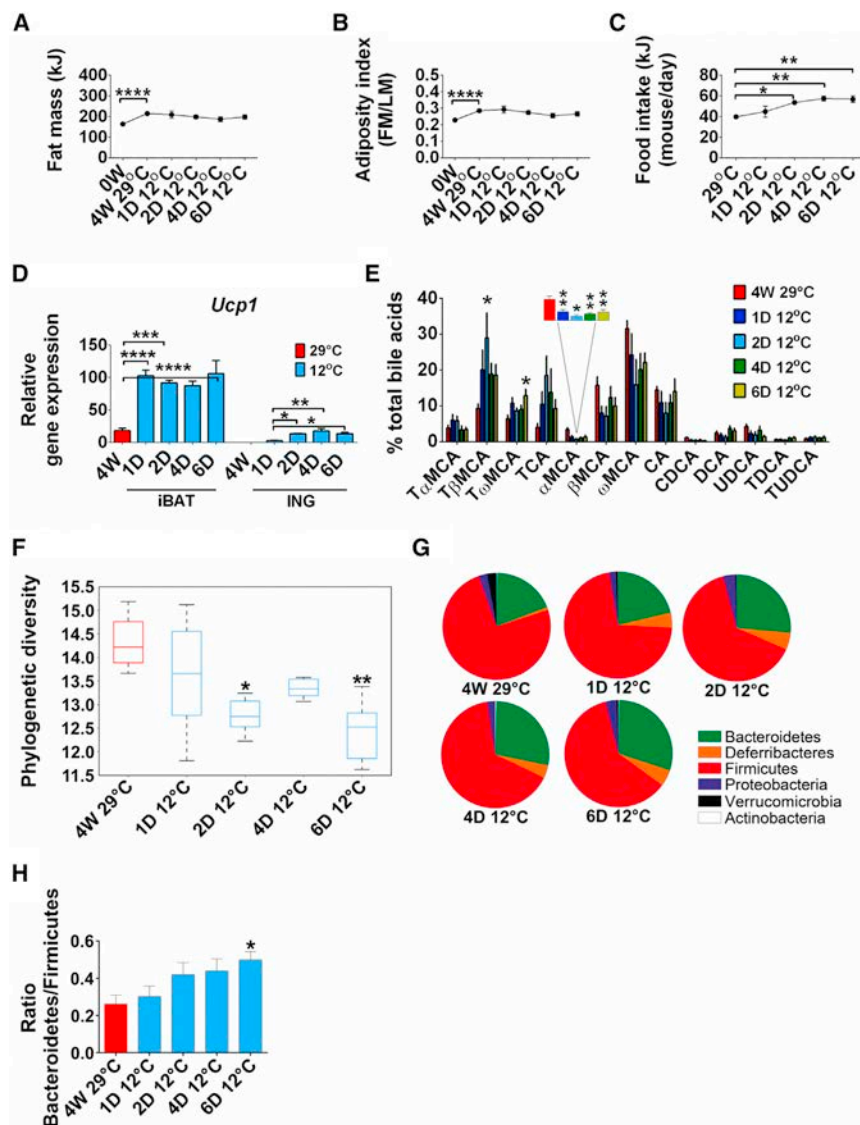 A
Fat mass (kJ)
400
300
200
100
0
****
0W
4W 29°C
1D 12°C
2D 12°C
4D 12°C
6D 12°C
B
Adiposity index
(FM/LM)
0.5
0.4
0.3
0.2
0.1
0.0
****
0W
4W 29°C
1D 12°C
2D 12°C
4D 12°C
6D 12°C
C
Food intake (kJ)
(mouse/day)
80
60
40
20
0
**
**
*
29°C
1D 12°C
2D 12°C
4D 12°C
6D 12°C
D
Ucp1
Relative
gene expression
150
100
50
0
***
**** ****
**
* *
29°C
12°C
4W 1D 2D 4D 6D 4W 1D 2D 4D 6D
iBAT ING
E
% total bile acids
40
30
20
10
0
*
*
** * ** **
4W 29°C
1D 12°C
2D 12°C
4D 12°C
6D 12°C
TαMCA
TβMCA
TωMCA
TCA
αMCA
βMCA
ωMCA
CA
CDCA
DCA
UDCA
TDCA
TUDCA
F
Phylogenetic diversity
15.5
15.0
14.5
14.0
13.5
13.0
12.5
12.0
11.5
*
**
4W 29°C
1D 12°C
2D 12°C
4D 12°C
6D 12°C
G
4W 29°C
1D 12°C
2D 12°C
4D 12°C
6D 12°C
Bacteroidetes
Deferribacteres
Firmicutes
Proteobacteria
Verrucomicrobia
Actinobacteria
H
Ratio
Bacteroidetes/Firmicutes
0.6
0.4
0.2
0.0
*
4W 29°C
1D 12°C
2D 12°C
4D 12°C
6D 12°C